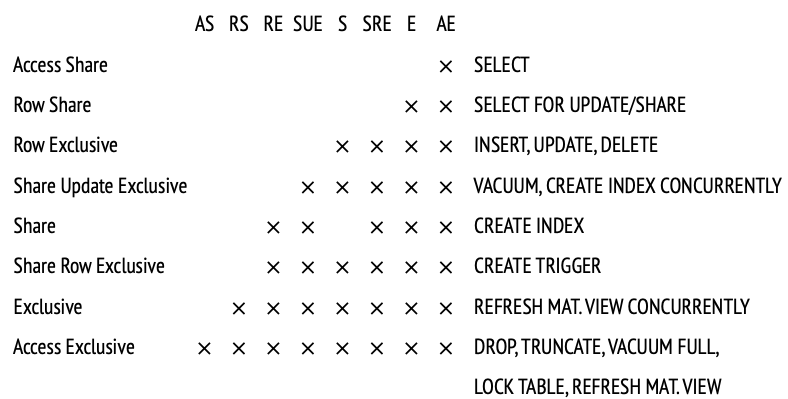 AS RS RE SUE S SRE E AE
Access Share × SELECT
Row Share × × SELECT FOR UPDATE/SHARE
Row Exclusive × × × × INSERT, UPDATE, DELETE
Share Update Exclusive × × × × × VACUUM, CREATE INDEX CONCURRENTLY
Share × × × × × CREATE INDEX
Share Row Exclusive × × × × × × CREATE TRIGGER
Exclusive × × × × × × × REFRESH MAT. VIEW CONCURRENTLY
Access Exclusive × × × × × × × × DROP, TRUNCATE, VACUUM FULL,
LOCK TABLE, REFRESH MAT. VIEW